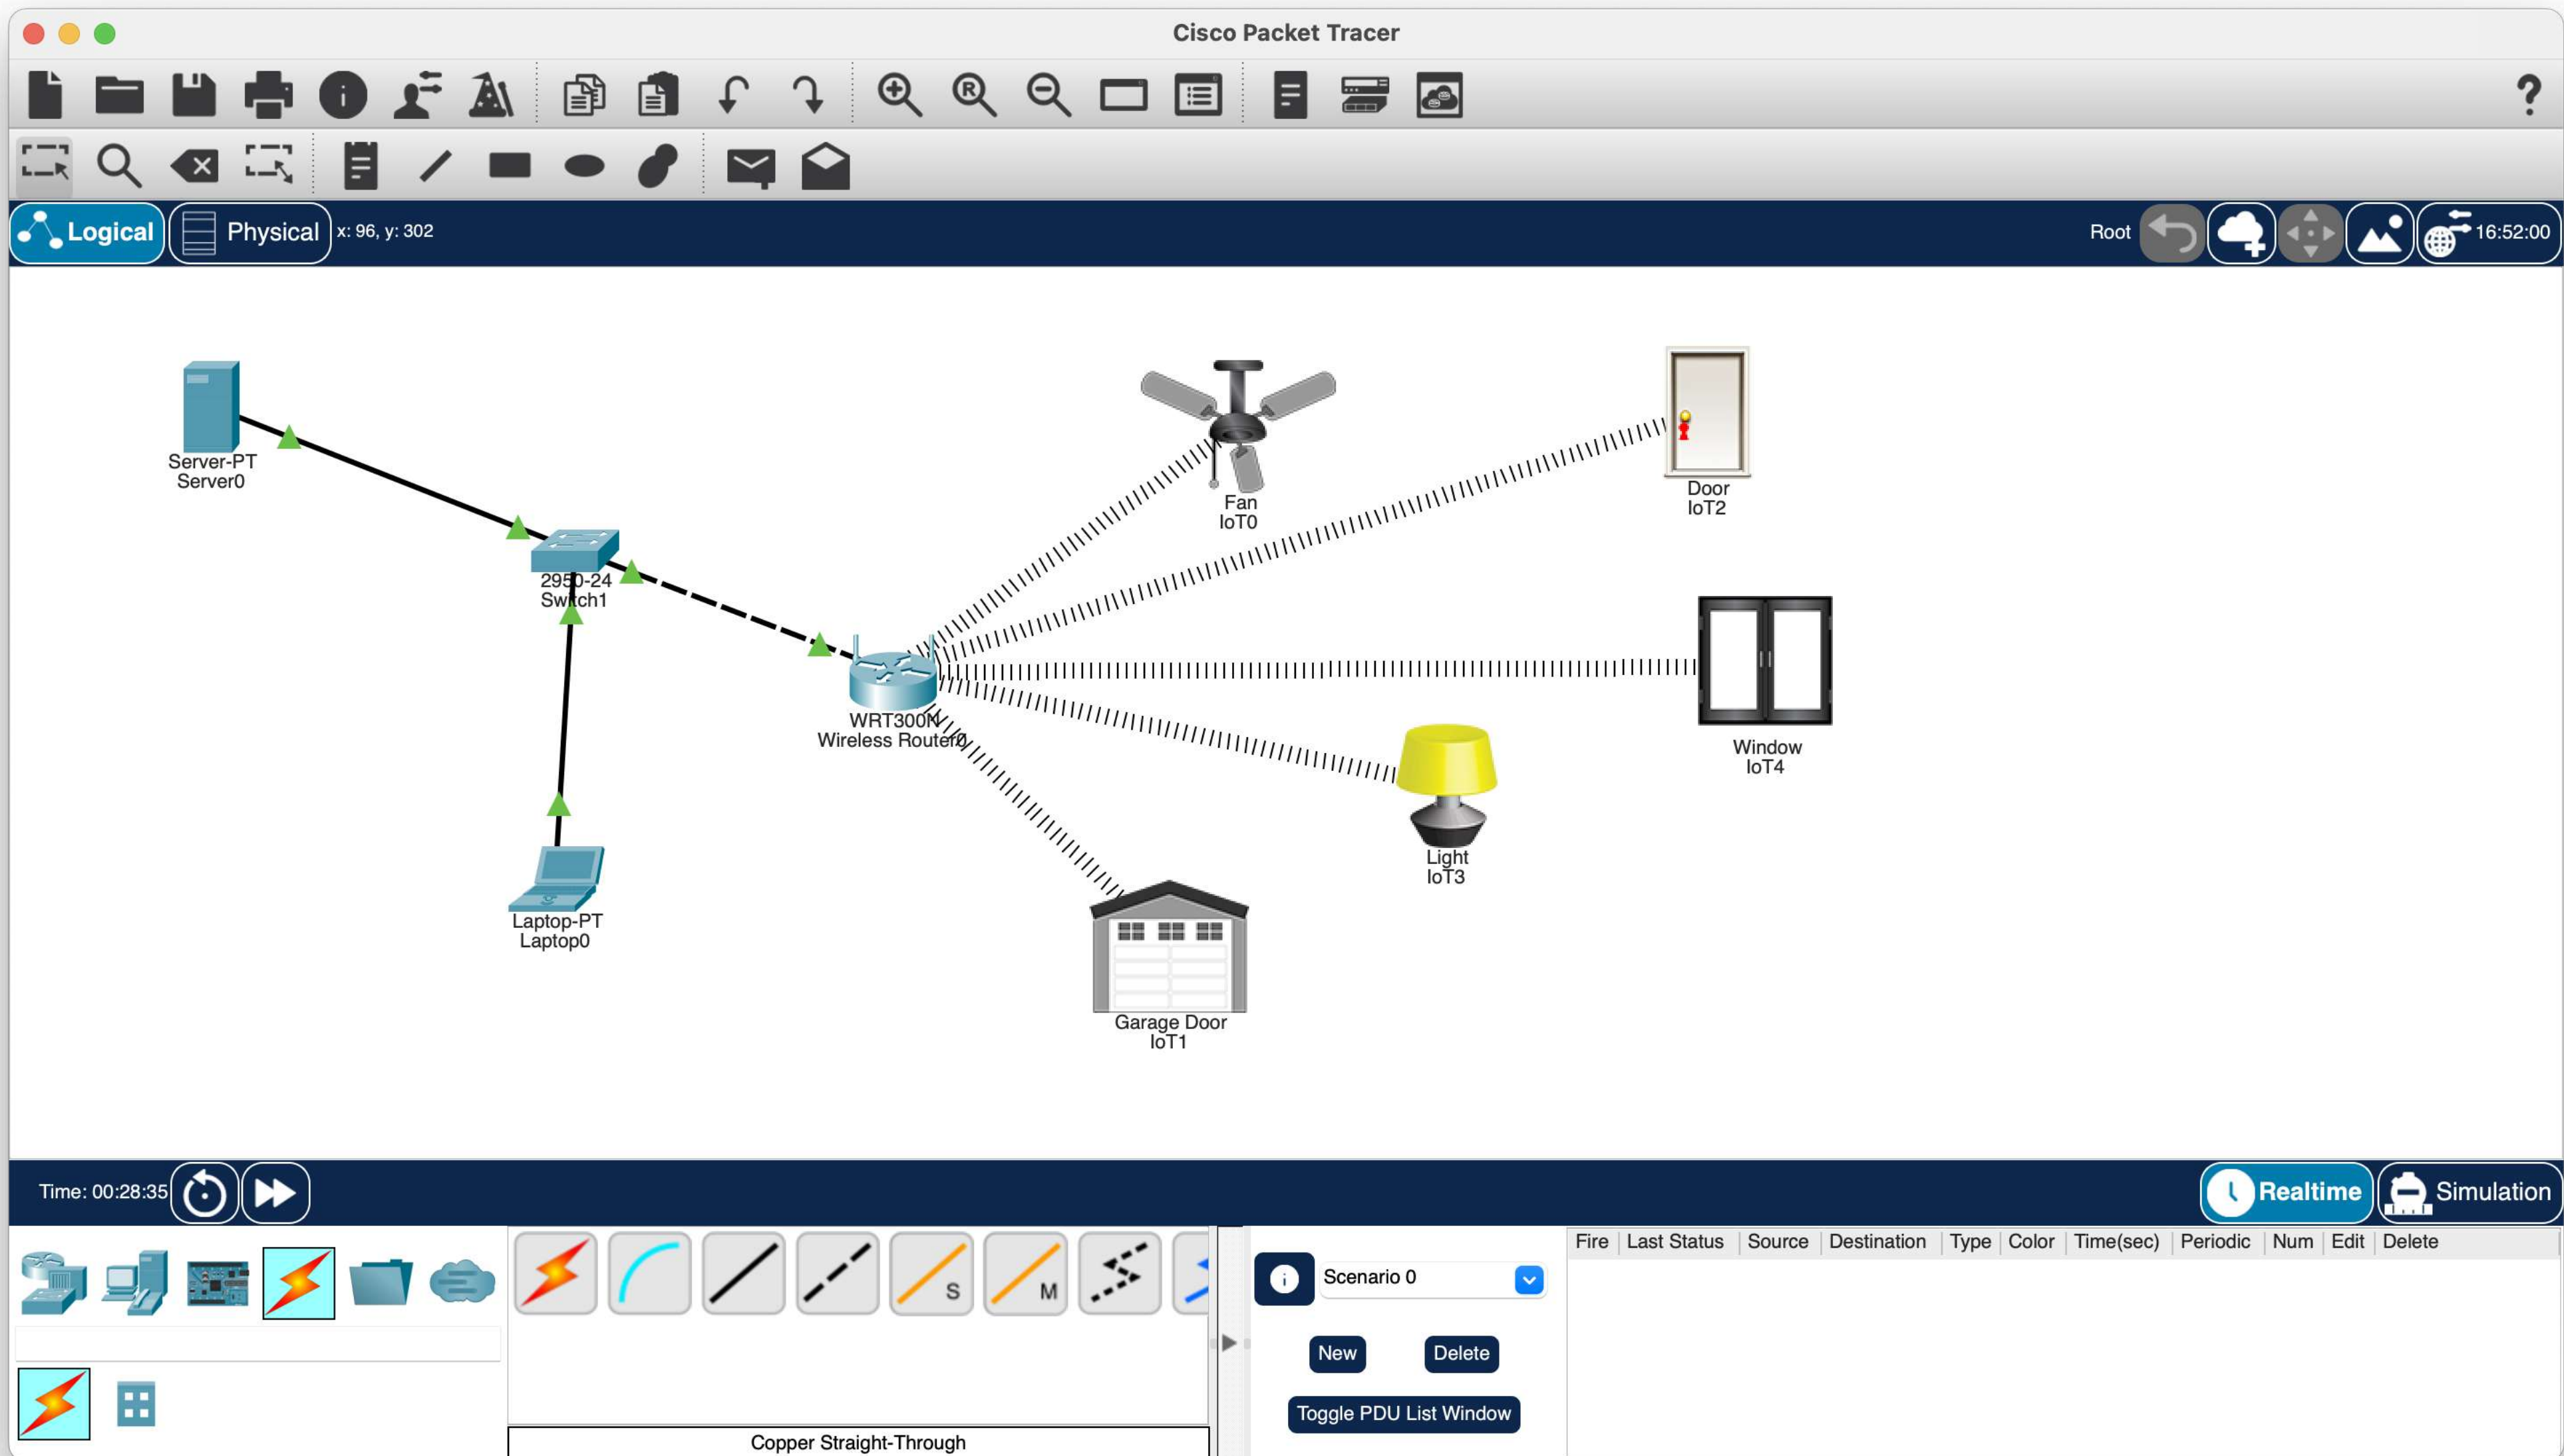 Cisco Packet Tracer
R
?
Logical
Physical
x: 96, y: 302
Root
16:52:00
Server-PT
Server0
2950-24
Switch1
Laptop-PT
Laptop0
WRT300N
Wireless Router0
Fan
IoT0
Door
IoT2
Window
IoT4
Light
IoT3
Garage Door
IoT1
Time: 00:28:35
Realtime
Simulation
S
M
Copper Straight-Through
Scenario 0
New
Delete
Toggle PDU List Window
Fire Last Status Source Destination Type Color Time(sec) Periodic Num Edit Delete